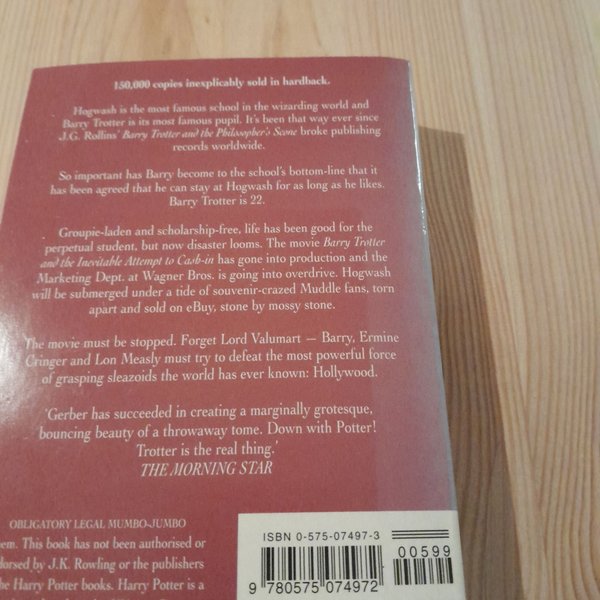 150,000 copies inexplicably sold in hardback.
Hogwash is the most famous school in the wizarding world and
Barry Trotter is its most famous pupil. It's been that way ever since
J.G. Rollins' Barry Trotter and the Philosopher's Scone broke publishing
records worldwide.
So important has Barry become to the school's bottom-line that it
has been agreed that he can stay at Hogwash for as long as he likes.
Barry Trotter is 22.
Groupie-laden and scholarship-free, life has been good for the
perpetual student, but now disaster looms. The movie Barry Trotter
and the Inevitable Attempt to Cash-in has gone into production and the
Marketing Dept. at Wagner Bros. is going into overdrive. Hogwash
will be submerged under a tide of souvenir-crazed Muddle fans, torn
apart and sold on eBuy, stone by mossy stone.
The movie must be stopped. Forget Lord Valumart — Barry, Ermine
Cringer and Lon Measly must try to defeat the most powerful force
of grasping sleazoids the world has ever known: Hollywood.
'Gerber has succeeded in creating a marginally grotesque,
bouncing beauty of a throwaway tome. Down with Potter!
Trotter is the real thing.'
THE MORNING STAR
OBLIGATORY LEGAL MUMBO-JUMBO
This book has not been authorised or
by J.K. Rowling or the publishers
the Harry Potter books. Harry Potter is a
ISBN 0-575-07497-3
00599
9 780575 074972